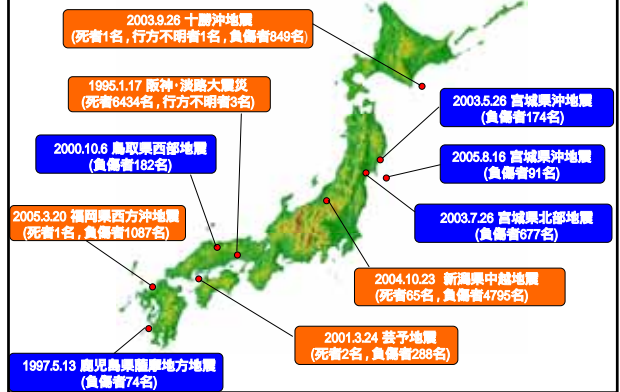 2003.9.26 十勝沖地震
(死者1名 , 行方不明者1名 , 負傷者849名)
1995.1.17 阪神・淡路大震災
(死者6434名 , 行方不明者3名)
2003.5.26 宮城県沖地震
(負傷者174名)
2000.10.6 鳥取県西部地震
(負傷者182名)
2005.8.16 宮城県沖地震
(負傷者91名)
2005.3.20 福岡県西方沖地震
(死者1名 , 負傷者1087名)
2003.7.26 宮城県北部地震
(負傷者677名)
2004.10.23 新潟県中越地震
(死者65名 , 負傷者4795名)
2001.3.24 芸予地震
(死者2名 , 負傷者288名)
1997.5.13 鹿児島県薩摩地方地震
(負傷者74名)